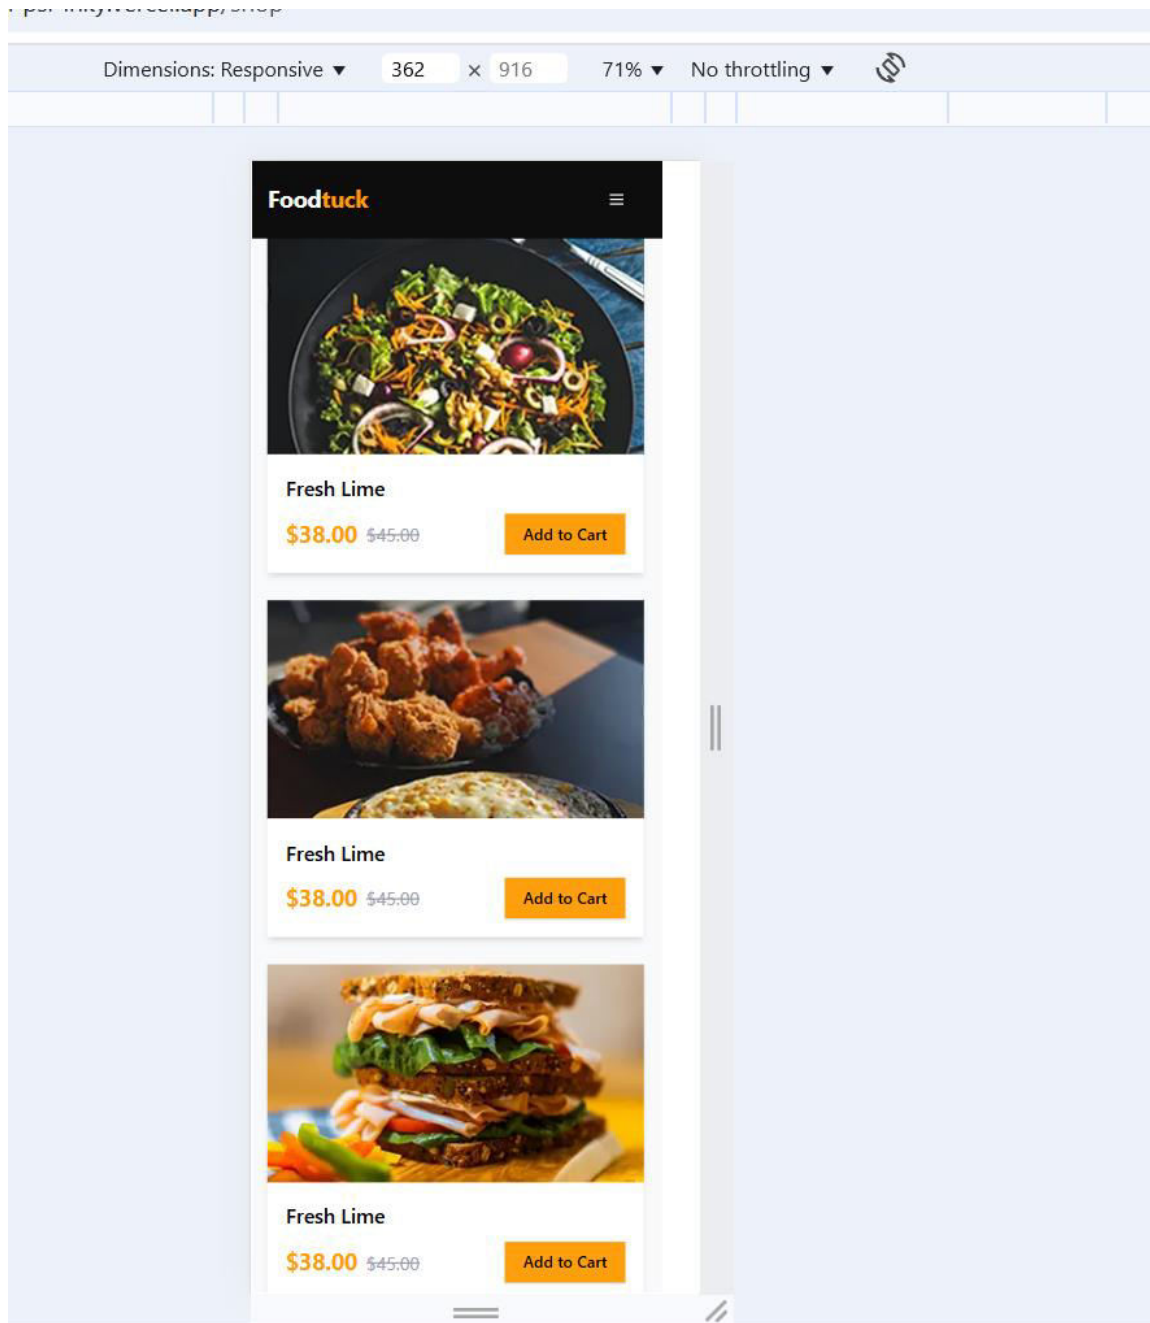 Dimensions: Responsive ▼ 362 × 916 71% ▼ No throttling ▼
Foodtuck
Fresh Lime
$38.00 $45.00 Add to Cart
Fresh Lime
$38.00 $45.00 Add to Cart
Fresh Lime
$38.00 $45.00 Add to Cart